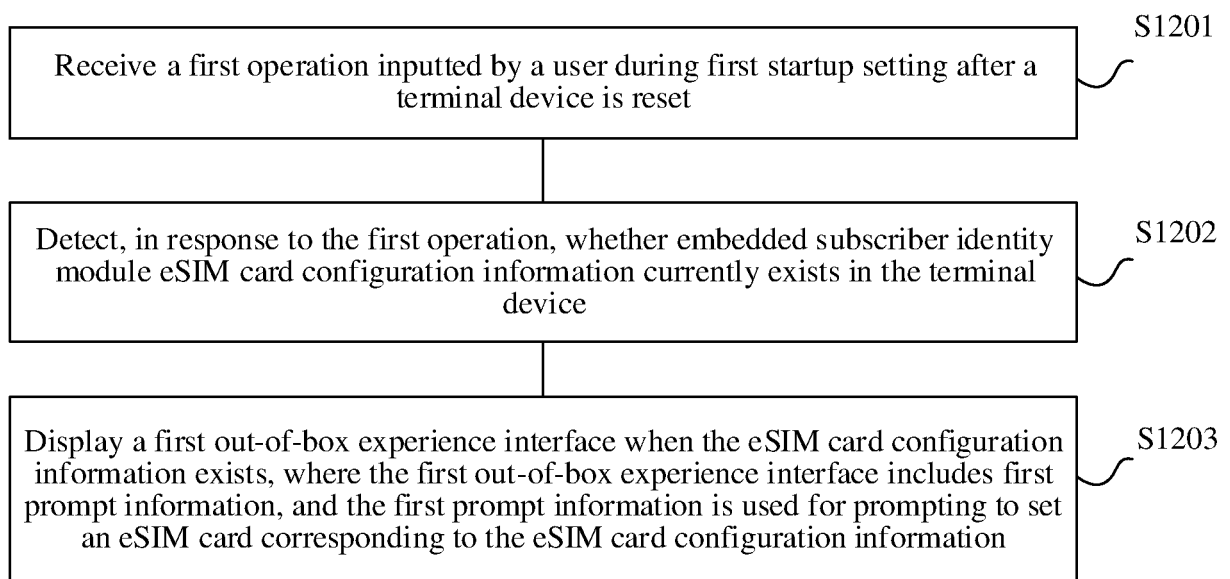 S1201
Receive a first operation inputted by a user during first startup setting after a
terminal device is reset
S1202
Detect, in response to the first operation, whether embedded subscriber identity
module eSIM card configuration information currently exists in the terminal
device
S1203
Display a first out-of-box experience interface when the eSIM card configuration
information exists, where the first out-of-box experience interface includes first
prompt information, and the first prompt information is used for prompting to set
an eSIM card corresponding to the eSIM card configuration information